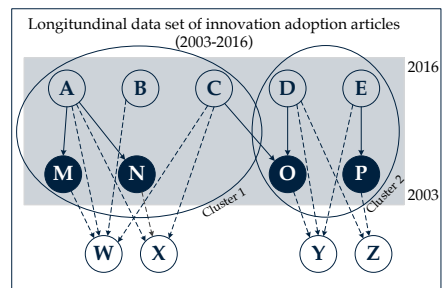 Longitundinal data set of innovation adoption articles
(2003-2016)
2016
A B C D E
M N O P
2003
Cluster 1
Cluster 2
W X Y Z